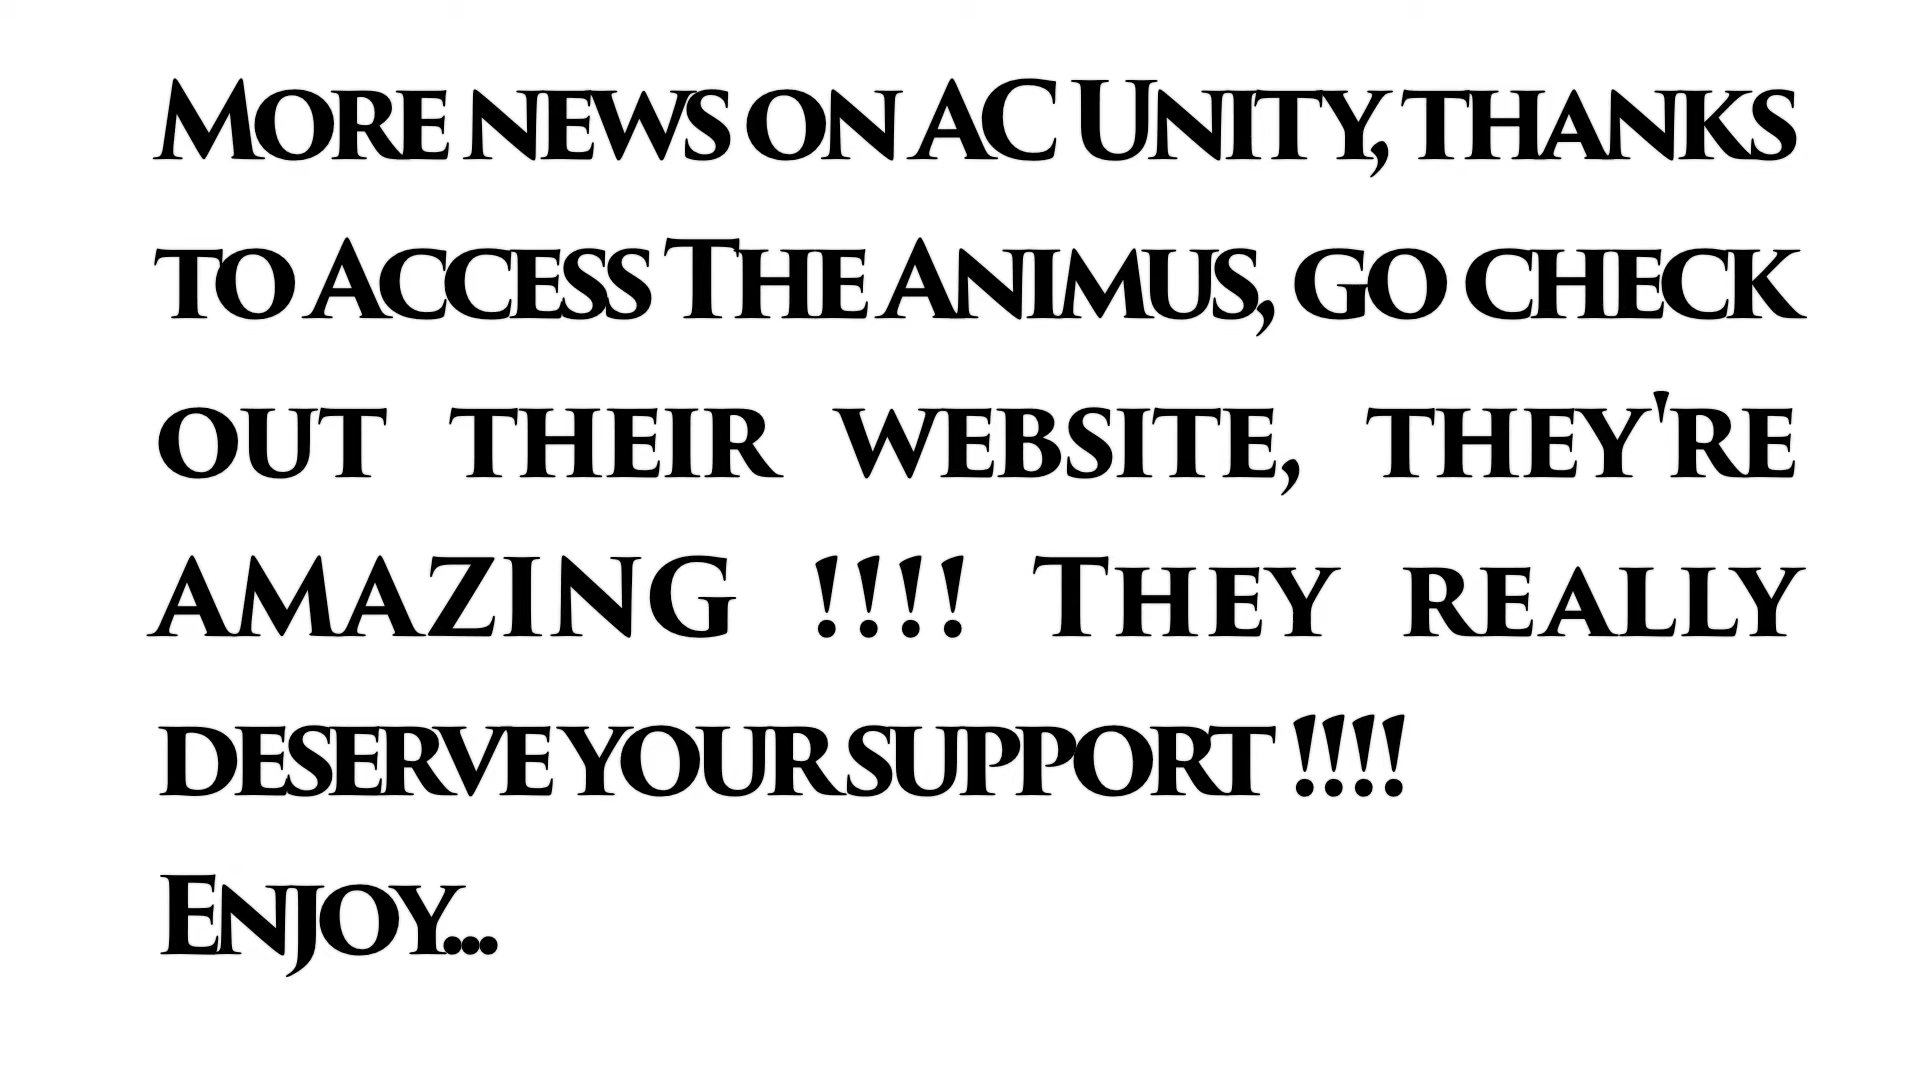 More news on AC Unity, thanks
to Access The Animus, go check
out their website, they're
AMAZING !!!! They really
deserve your support !!!!
Enjoy...